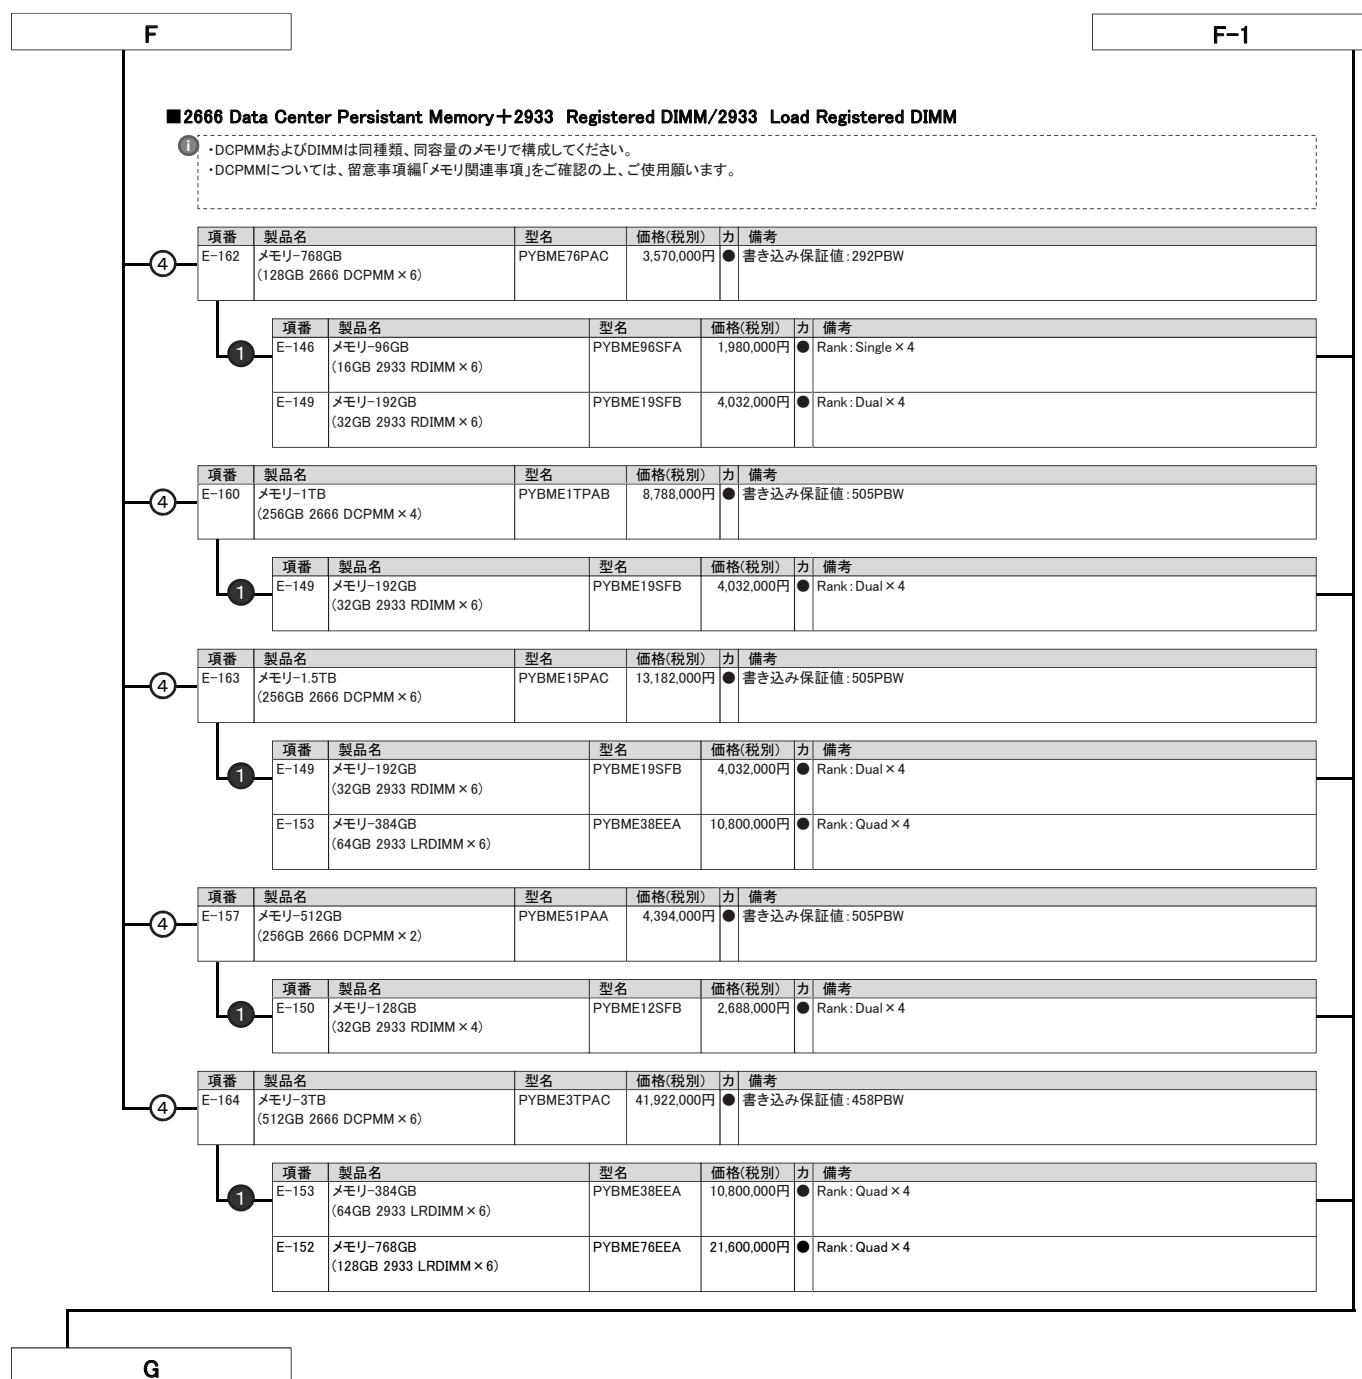 F
F-1
■2666 Data Center Persistant Memory＋2933 Registered DIMM/2933 Load Registered DIMM
i
・DCPMMおよびDIMMは同種類、同容量のメモリで構成してください。
・DCPMMについては、留意事項編「メモリ関連事項」をご確認の上、ご使用願います。
項番 製品名 型名 価格(税別) カ 備考
④ E-162 メモリ-768GB PYBME76PAC 3,570,000円 ● 書き込み保証値：292PBW
(128GB 2666 DCPMM×6)
項番 製品名 型名 価格(税別) カ 備考
❶ E-146 メモリ-96GB PYBME96SFA 1,980,000円 ● Rank：Single×4
(16GB 2933 RDIMM×6)
E-149 メモリ-192GB PYBME19SFB 4,032,000円 ● Rank：Dual×4
(32GB 2933 RDIMM×6)
項番 製品名 型名 価格(税別) カ 備考
④ E-160 メモリ-1TB PYBME1TPAB 8,788,000円 ● 書き込み保証値：505PBW
(256GB 2666 DCPMM×4)
項番 製品名 型名 価格(税別) カ 備考
❶ E-149 メモリ-192GB PYBME19SFB 4,032,000円 ● Rank：Dual×4
(32GB 2933 RDIMM×6)
項番 製品名 型名 価格(税別) カ 備考
④ E-163 メモリ-1.5TB PYBME15PAC 13,182,000円 ● 書き込み保証値：505PBW
(256GB 2666 DCPMM×6)
項番 製品名 型名 価格(税別) カ 備考
❶ E-149 メモリ-192GB PYBME19SFB 4,032,000円 ● Rank：Dual×4
(32GB 2933 RDIMM×6)
E-153 メモリ-384GB PYBME38EEA 10,800,000円 ● Rank：Quad×4
(64GB 2933 LRDIMM×6)
項番 製品名 型名 価格(税別) カ 備考
④ E-157 メモリ-512GB PYBME51PAA 4,394,000円 ● 書き込み保証値：505PBW
(256GB 2666 DCPMM×2)
項番 製品名 型名 価格(税別) カ 備考
❶ E-150 メモリ-128GB PYBME12SFB 2,688,000円 ● Rank：Dual×4
(32GB 2933 RDIMM×4)
項番 製品名 型名 価格(税別) カ 備考
④ E-164 メモリ-3TB PYBME3TPAC 41,922,000円 ● 書き込み保証値：458PBW
(512GB 2666 DCPMM×6)
項番 製品名 型名 価格(税別) カ 備考
❶ E-153 メモリ-384GB PYBME38EEA 10,800,000円 ● Rank：Quad×4
(64GB 2933 LRDIMM×6)
E-152 メモリ-768GB PYBME76EEA 21,600,000円 ● Rank：Quad×4
(128GB 2933 LRDIMM×6)
G